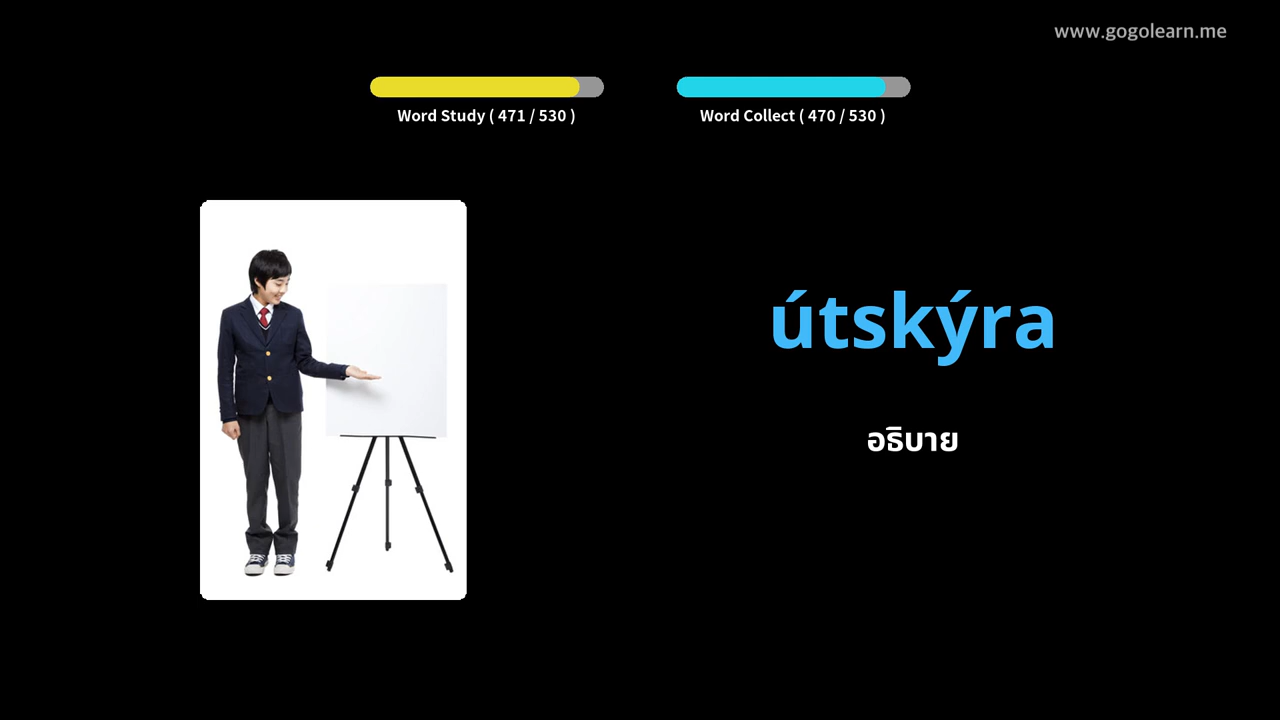 www.gogolearn.me
Word Study ( 471 / 530 )
Word Collect ( 470 / 530 )
útskýra
อธิบาย